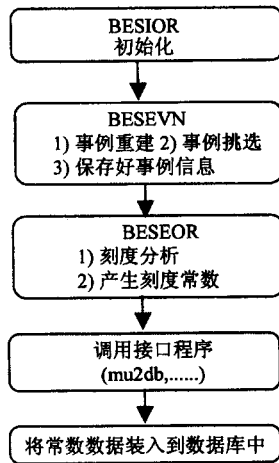 BESIOR
初始化
BESEVN
1) 事例重建 2) 事例挑选
3) 保存好事例信息
BESEOR
1) 刻度分析
2) 产生刻度常数
调用接口程序
(mu2db,......)
将常数数据装入到数据库中